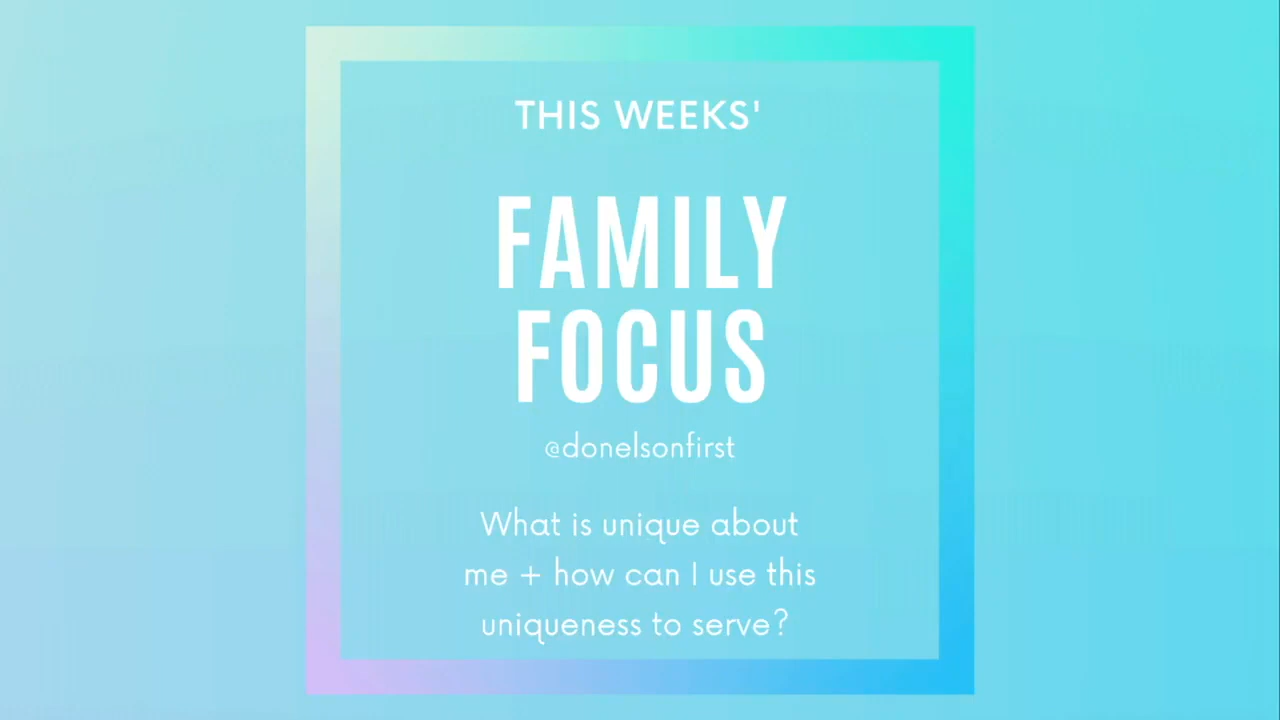 THIS WEEKS'
FAMILY
FOCUS
@donelsonfirst
What is unique about
me + how can I use this
uniqueness to serve?